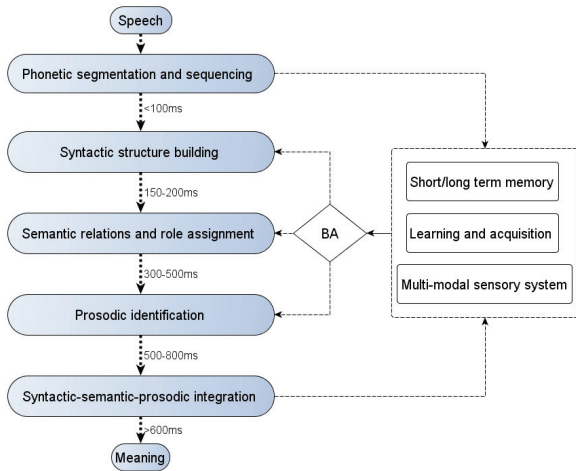 Speech
Phonetic segmentation and sequencing
<100ms
Syntactic structure building
150-200ms
Semantic relations and role assignment
300-500ms
Prosodic identification
500-800ms
Syntactic-semantic-prosodic integration
>600ms
Meaning
BA
Short/long term memory
Learning and acquisition
Multi-modal sensory system